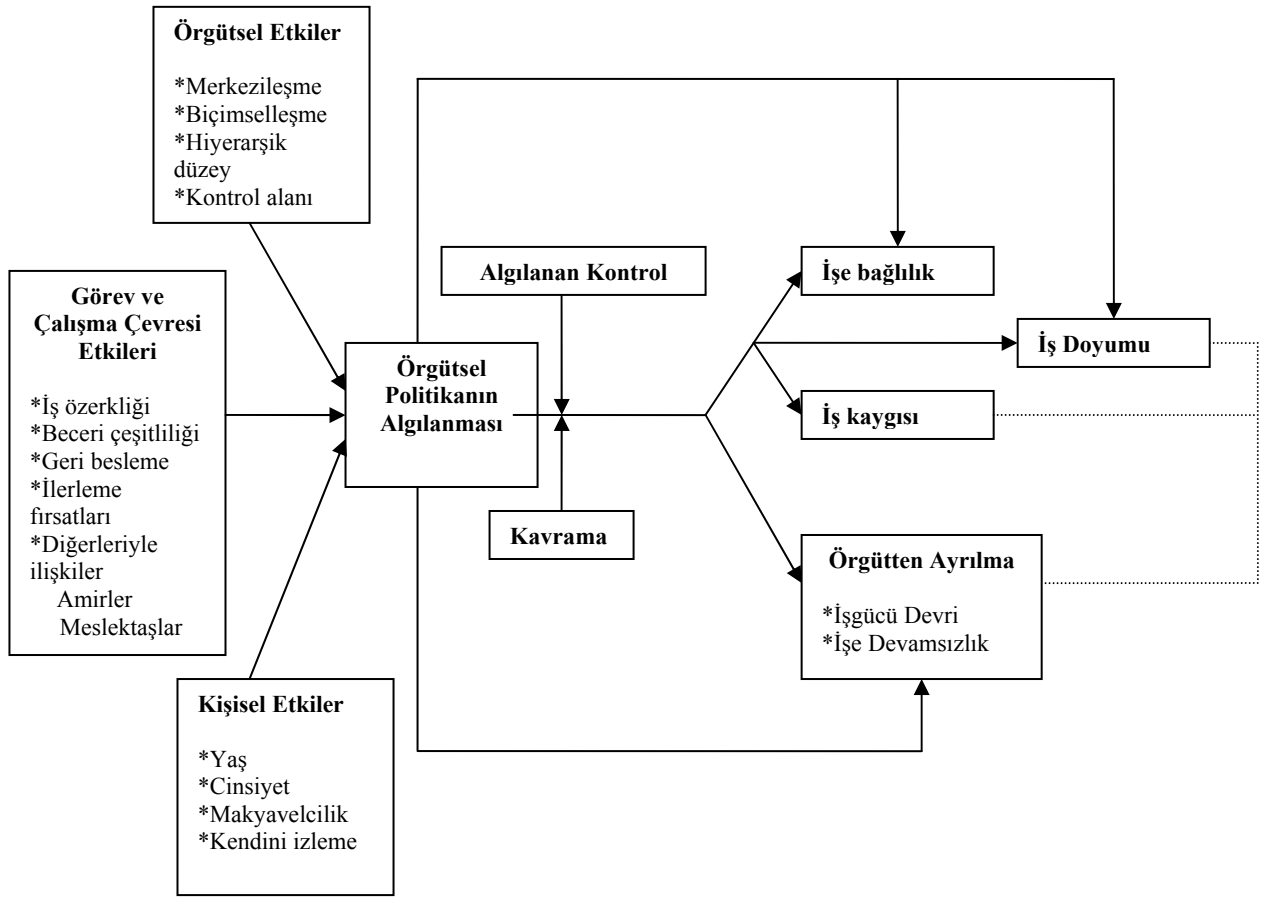 Örgütsel Etkiler
*Merkezileşme
*Biçimselleşme
*Hiyerarşik
düzey
*Kontrol alanı
Görev ve
Çalışma Çevresi
Etkileri
*İş özerkliği
*Beceri çeşitliliği
*Geri besleme
*İlerleme
fırsatları
*Diğerleriyle
ilişkiler
Amirler
Meslektaşlar
Kişisel Etkiler
*Yaş
*Cinsiyet
*Makyavelcilik
*Kendini izleme
Örgütsel
Politikanın
Algılanması
Algılanan Kontrol
Kavrama
İşe bağlılık
İş Doyumu
İş kaygısı
Örgütten Ayrılma
*İşgücü Devri
*İşe Devamsızlık